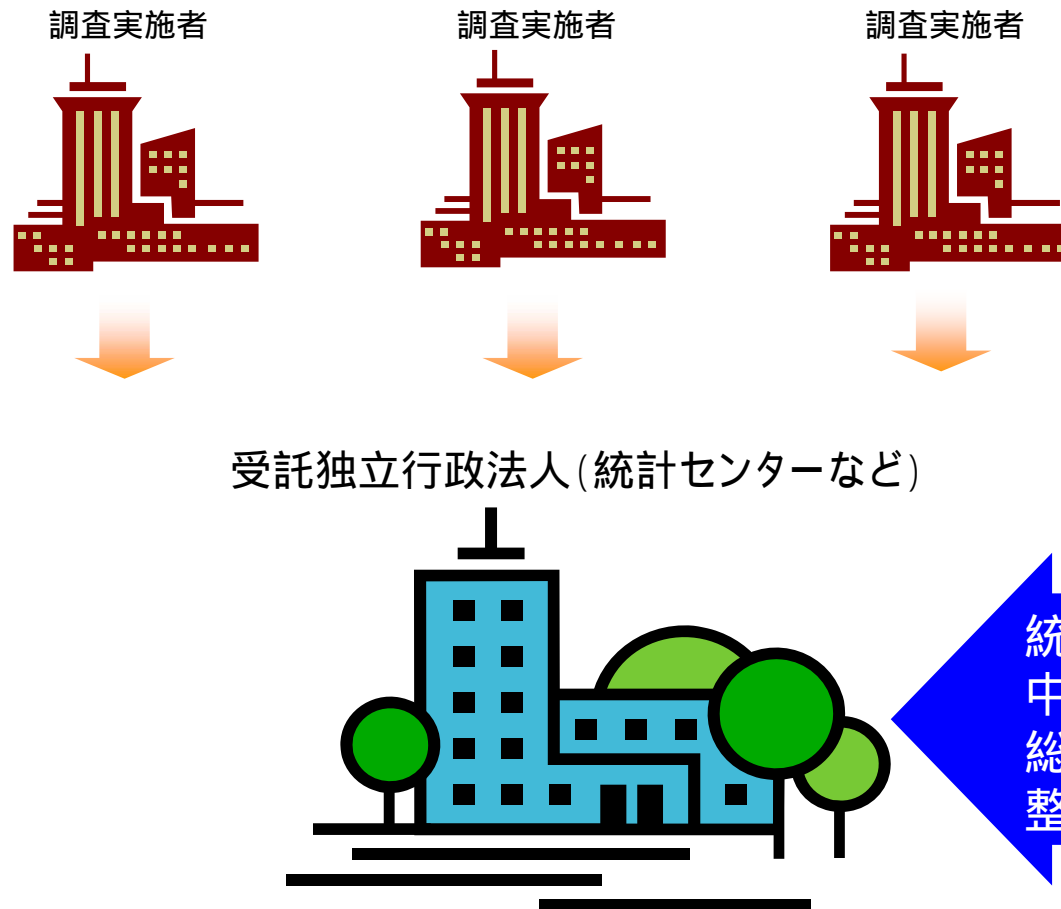 調査実施者
調査実施者
調査実施者
受託独立行政法人(統計センターなど)
統
中
総
整